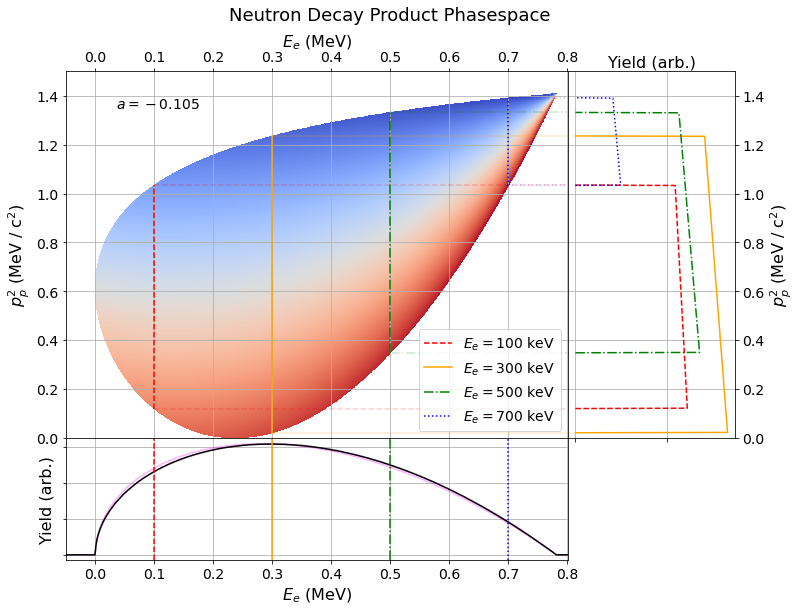 Neutron Decay Product Phasespace
$E_e$ (MeV)
0.0 0.1 0.2 0.3 0.4 0.5 0.6 0.7 0.8
Yield (arb.)
$a = -0.105$
1.4
1.2
1.0
0.8
0.6
0.4
0.2
0.0
$p_p^2$ (MeV / c$^2$)
$E_e = 100$ keV
$E_e = 300$ keV
$E_e = 500$ keV
$E_e = 700$ keV
1.4
1.2
1.0
0.8
0.6
0.4
0.2
0.0
$p_p^2$ (MeV / c$^2$)
Yield (arb.)
0.0 0.1 0.2 0.3 0.4 0.5 0.6 0.7 0.8
$E_e$ (MeV)